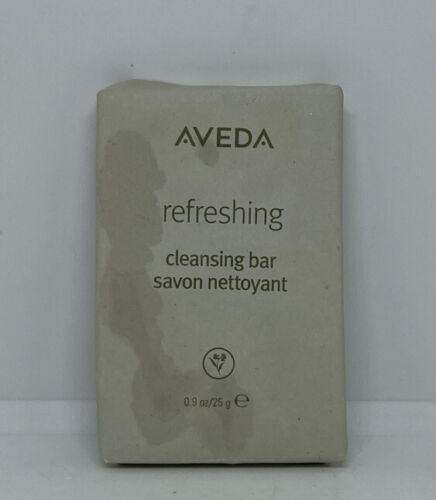 AVEDA
refreshing
cleansing bar
savon nettoyant
0.9 oz/25 g ℮